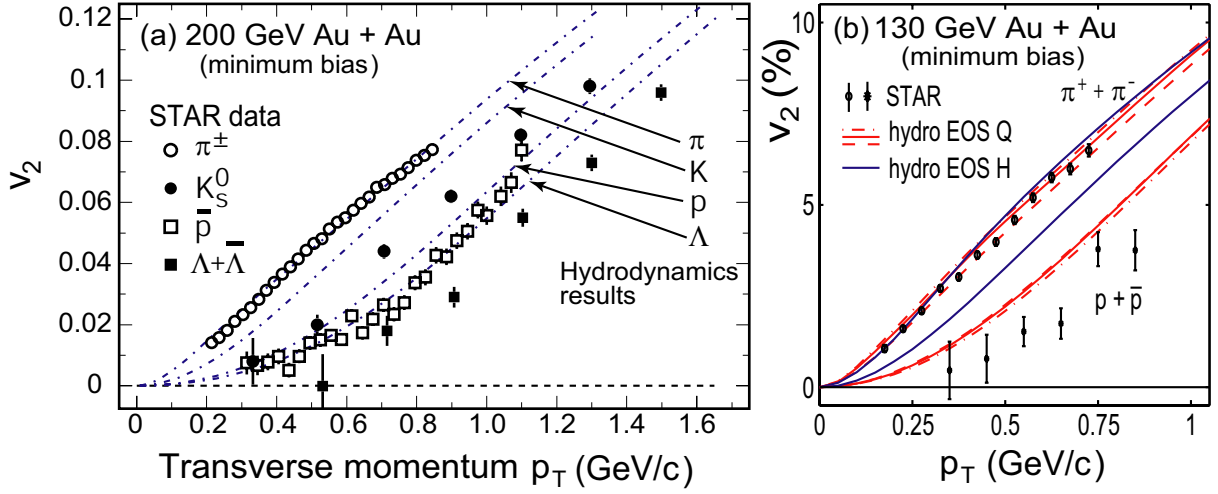 (a) 200 GeV Au + Au
(minimum bias)
STAR data
π±
K⁰S
p̄
Λ+Λ̄
π
K
p
Λ
Hydrodynamics
results
v₂
0.12
0.1
0.08
0.06
0.04
0.02
0
0 0.2 0.4 0.6 0.8 1.0 1.2 1.4 1.6
Transverse momentum p_T (GeV/c)
(b) 130 GeV Au + Au
(minimum bias)
STAR
π⁺ + π⁻
hydro EOS Q
hydro EOS H
p + p̄
v₂ (%)
10
5
0
0 0.25 0.5 0.75 1
p_T (GeV/c)